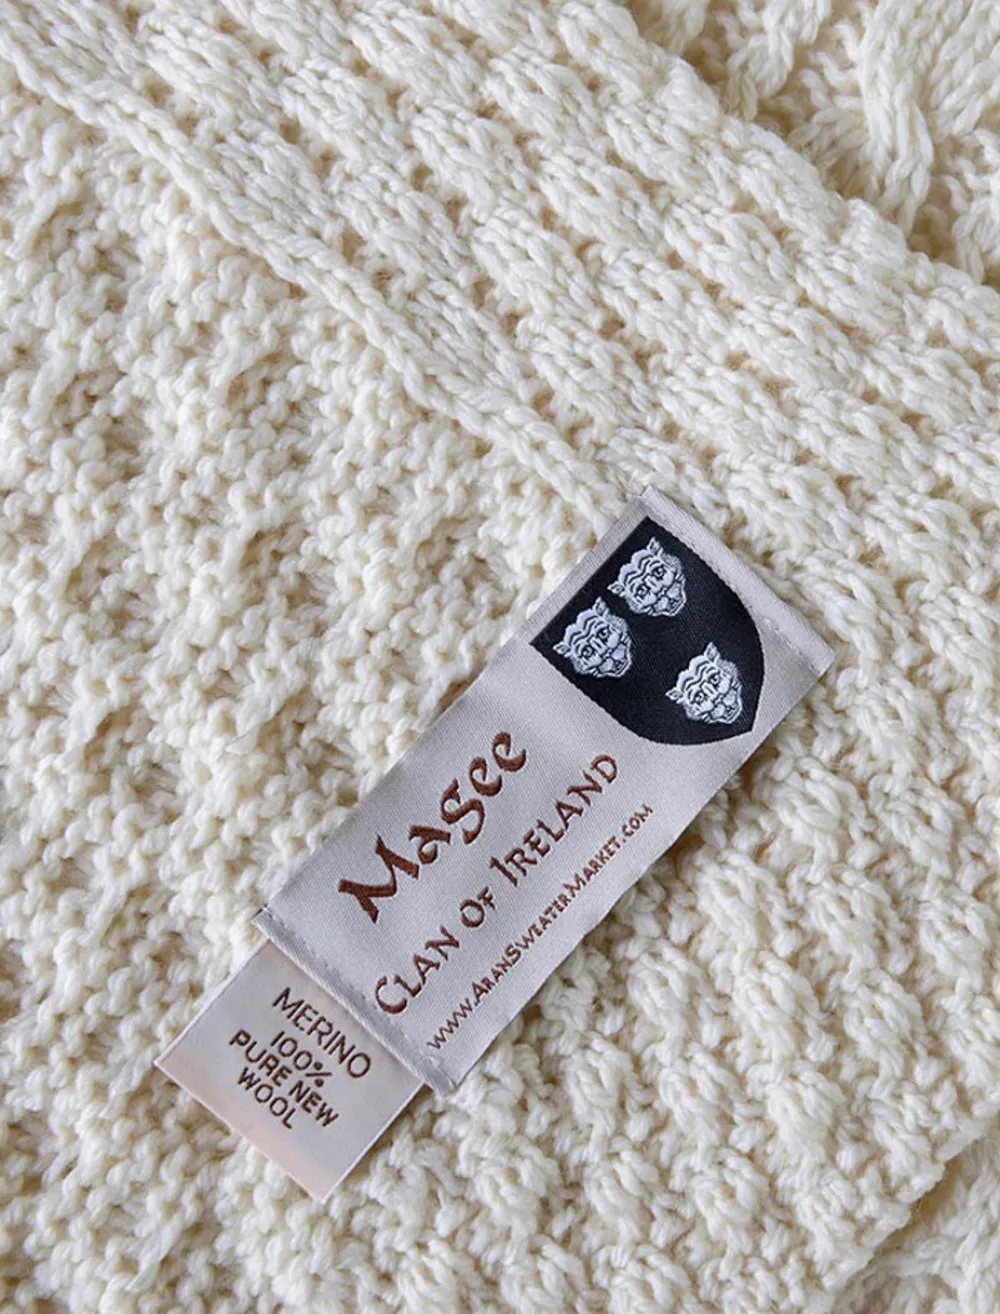 Magee
Clan Of Ireland
www.AranSweaterMarket.com
MERINO
100%
PURE NEW
WOOL